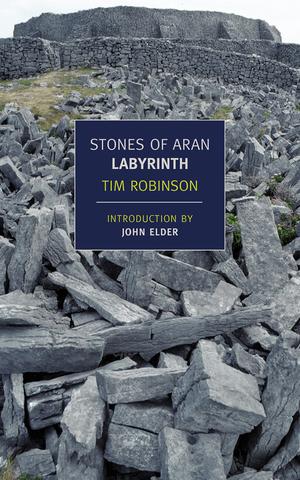 STONES OF ARAN
LABYRINTH
TIM ROBINSON
INTRODUCTION BY
JOHN ELDER